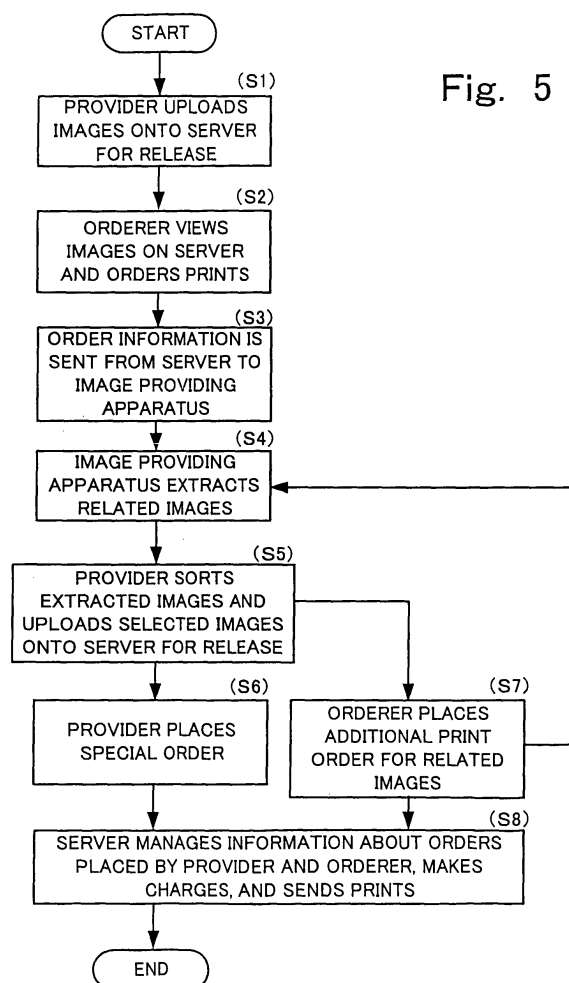 START
Fig. 5
(S1)
PROVIDER UPLOADS
IMAGES ONTO SERVER
FOR RELEASE
(S2)
ORDERER VIEWS
IMAGES ON SERVER
AND ORDERS PRINTS
(S3)
ORDER INFORMATION IS
SENT FROM SERVER TO
IMAGE PROVIDING
APPARATUS
(S4)
IMAGE PROVIDING
APPARATUS EXTRACTS
RELATED IMAGES
(S5)
PROVIDER SORTS
EXTRACTED IMAGES AND
UPLOADS SELECTED IMAGES
ONTO SERVER FOR RELEASE
(S6)
PROVIDER PLACES
SPECIAL ORDER
(S7)
ORDERER PLACES
ADDITIONAL PRINT
ORDER FOR RELATED
IMAGES
(S8)
SERVER MANAGES INFORMATION ABOUT ORDERS
PLACED BY PROVIDER AND ORDERER, MAKES
CHARGES, AND SENDS PRINTS
END